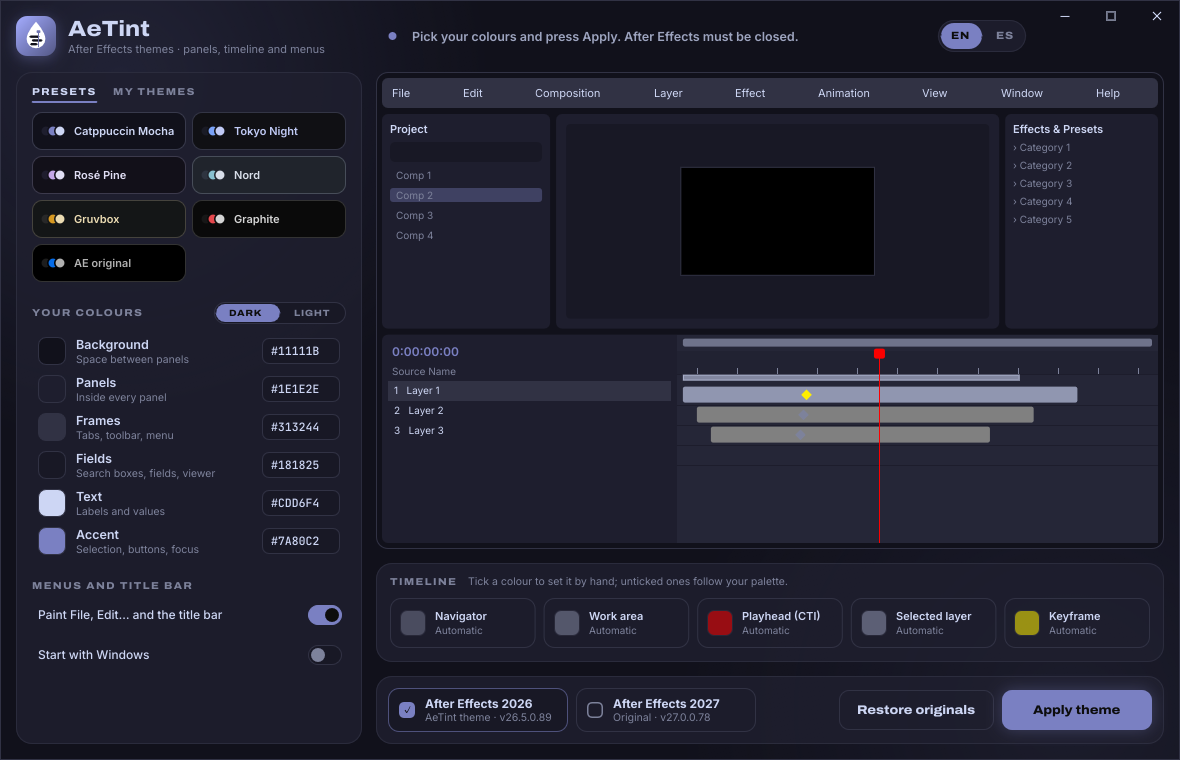 AeTint
After Effects themes · panels, timeline and menus
Pick your colours and press Apply. After Effects must be closed.
EN ES
PRESETS MY THEMES
Catppuccin Mocha
Tokyo Night
Rosé Pine
Nord
Gruvbox
Graphite
AE original
YOUR COLOURS
DARK LIGHT
Background
Space between panels
#11111B
Panels
Inside every panel
#1E1E2E
Frames
Tabs, toolbar, menu
#313244
Fields
Search boxes, fields, viewer
#181825
Text
Labels and values
#CDD6F4
Accent
Selection, buttons, focus
#7A80C2
MENUS AND TITLE BAR
Paint File, Edit... and the title bar
Start with Windows
File Edit Composition Layer Effect Animation View Window Help
Project
Comp 1
Comp 2
Comp 3
Comp 4
Effects & Presets
› Category 1
› Category 2
› Category 3
› Category 4
› Category 5
0:00:00:00
Source Name
1 Layer 1
2 Layer 2
3 Layer 3
TIMELINE Tick a colour to set it by hand; unticked ones follow your palette.
Navigator
Automatic
Work area
Automatic
Playhead (CTI)
Automatic
Selected layer
Automatic
Keyframe
Automatic
After Effects 2026
AeTint theme · v26.5.0.89
After Effects 2027
Original · v27.0.0.78
Restore originals
Apply theme